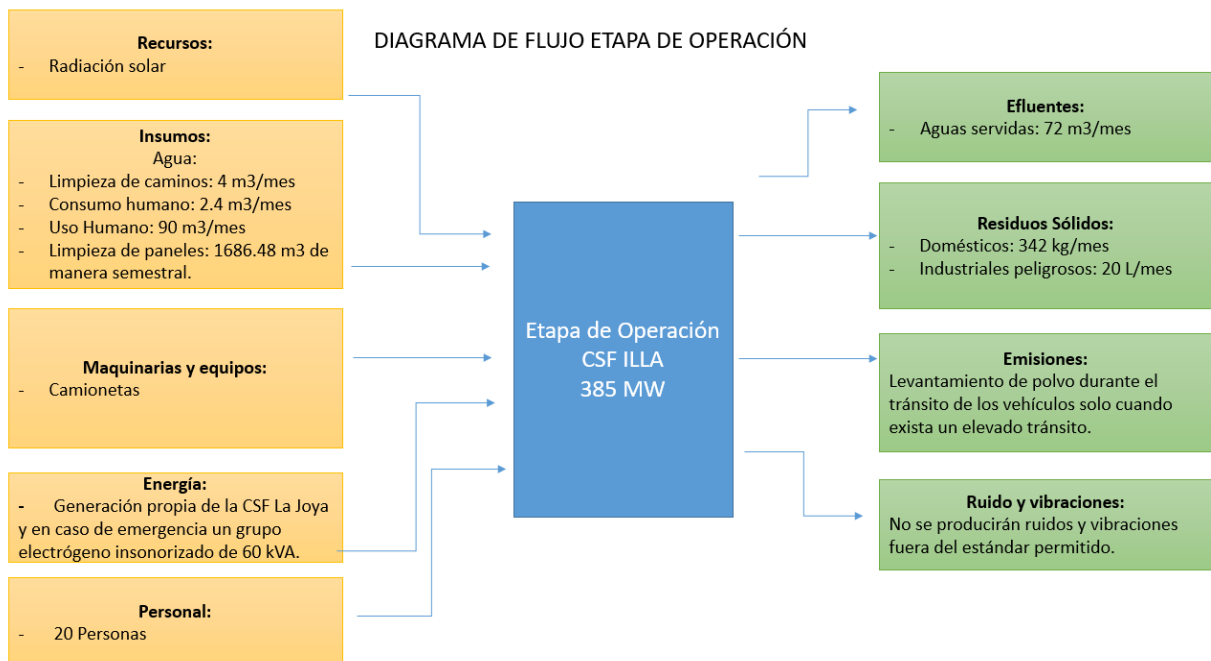 DIAGRAMA DE FLUJO ETAPA DE OPERACIÓN
Recursos:
- Radiación solar
Insumos:
Agua:
- Limpieza de caminos: 4 m3/mes
- Consumo humano: 2.4 m3/mes
- Uso Humano: 90 m3/mes
- Limpieza de paneles: 1686.48 m3 de
manera semestral.
Maquinarias y equipos:
- Camionetas
Energía:
- Generación propia de la CSF La Joya
y en caso de emergencia un grupo
electrógeno insonorizado de 60 kVA.
Personal:
- 20 Personas
Etapa de Operación
CSF ILLA
385 MW
Efluentes:
- Aguas servidas: 72 m3/mes
Residuos Sólidos:
- Domésticos: 342 kg/mes
- Industriales peligrosos: 20 L/mes
Emisiones:
Levantamiento de polvo durante el
tránsito de los vehículos solo cuando
exista un elevado tránsito.
Ruido y vibraciones:
No se producirán ruidos y vibraciones
fuera del estándar permitido.